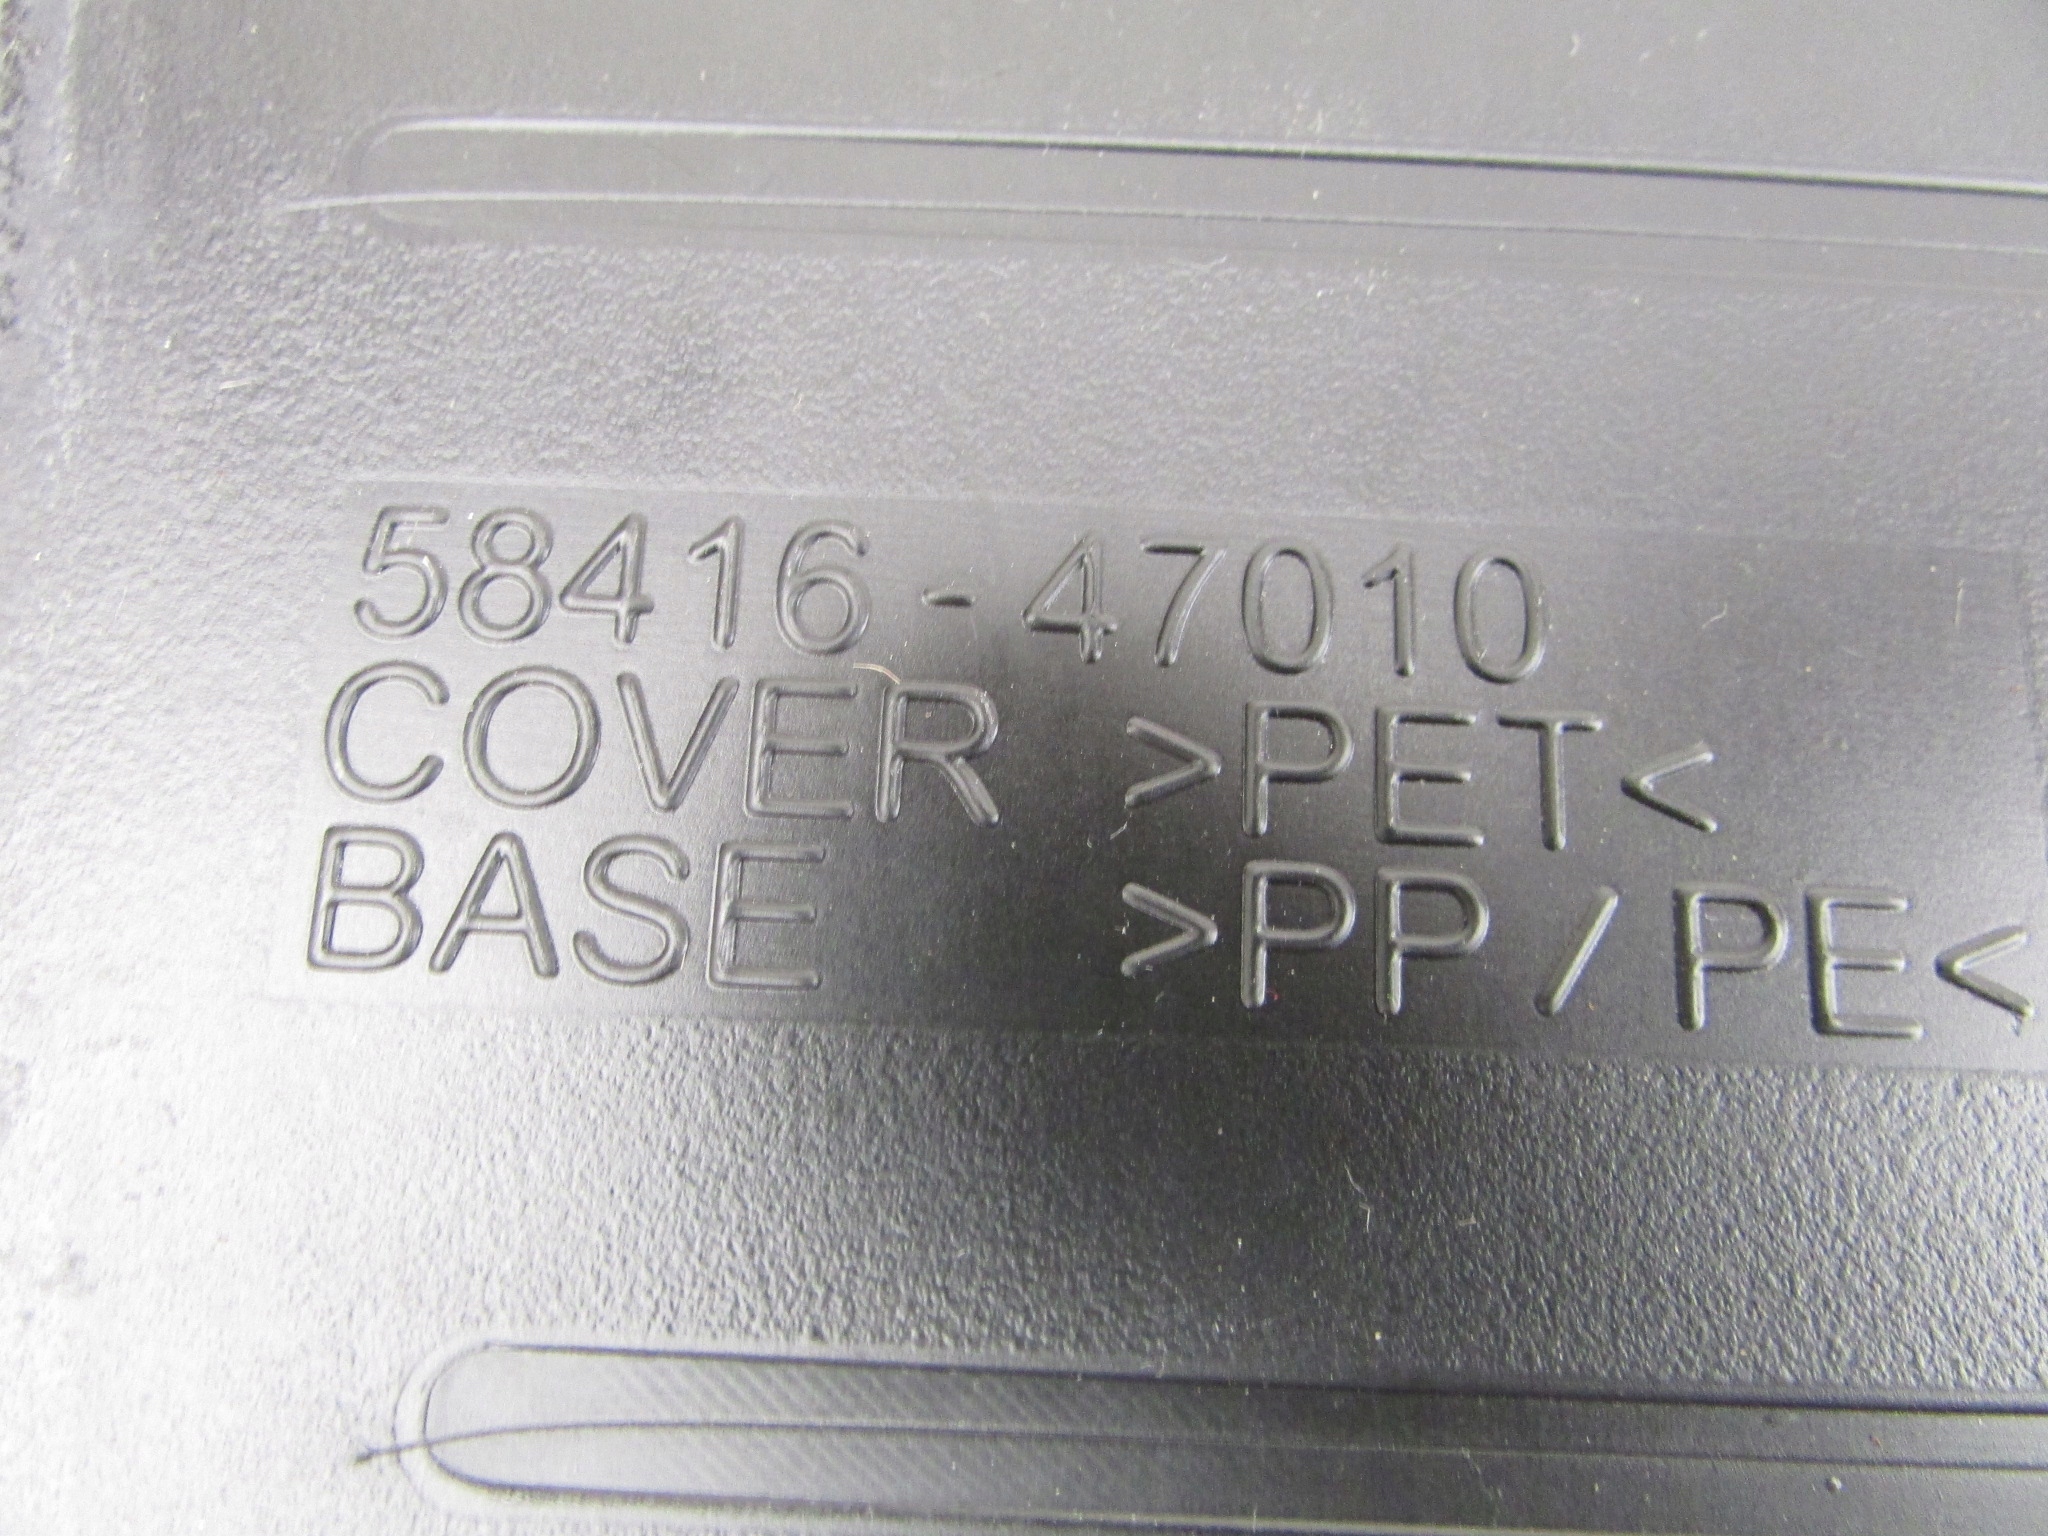 58416-47010
COVER >PET<
BASE >PP/PE<